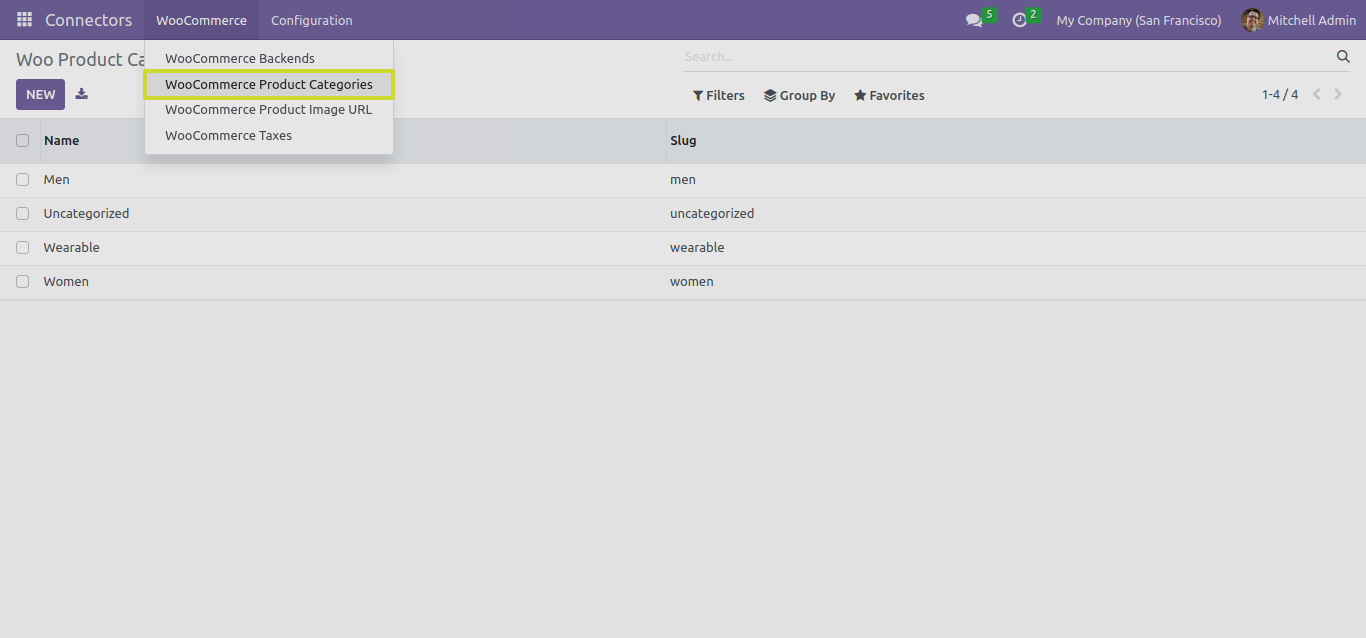 Connectors WooCommerce Configuration 5 2 My Company (San Francisco) Mitchell Admin
Woo Product Ca
Search...
WooCommerce Backends
WooCommerce Product Categories
WooCommerce Product Image URL
WooCommerce Taxes
NEW
Filters Group By Favorites 1-4 / 4
Name Slug
Men men
Uncategorized uncategorized
Wearable wearable
Women women